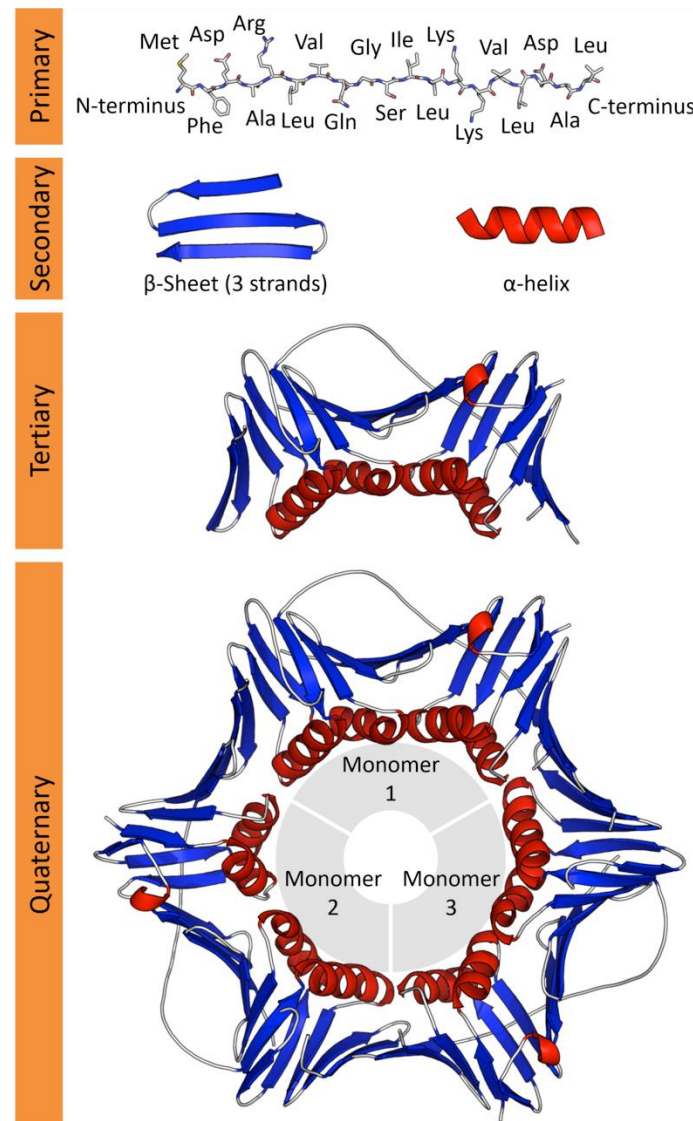 Primary
Met Asp Arg Val Gly Ile Lys Val Asp Leu
N-terminus Phe Ala Leu Gln Ser Leu Lys Leu Ala C-terminus
Secondary
β-Sheet (3 strands)
α-helix
Tertiary
Quaternary
Monomer
1
Monomer
2
Monomer
3